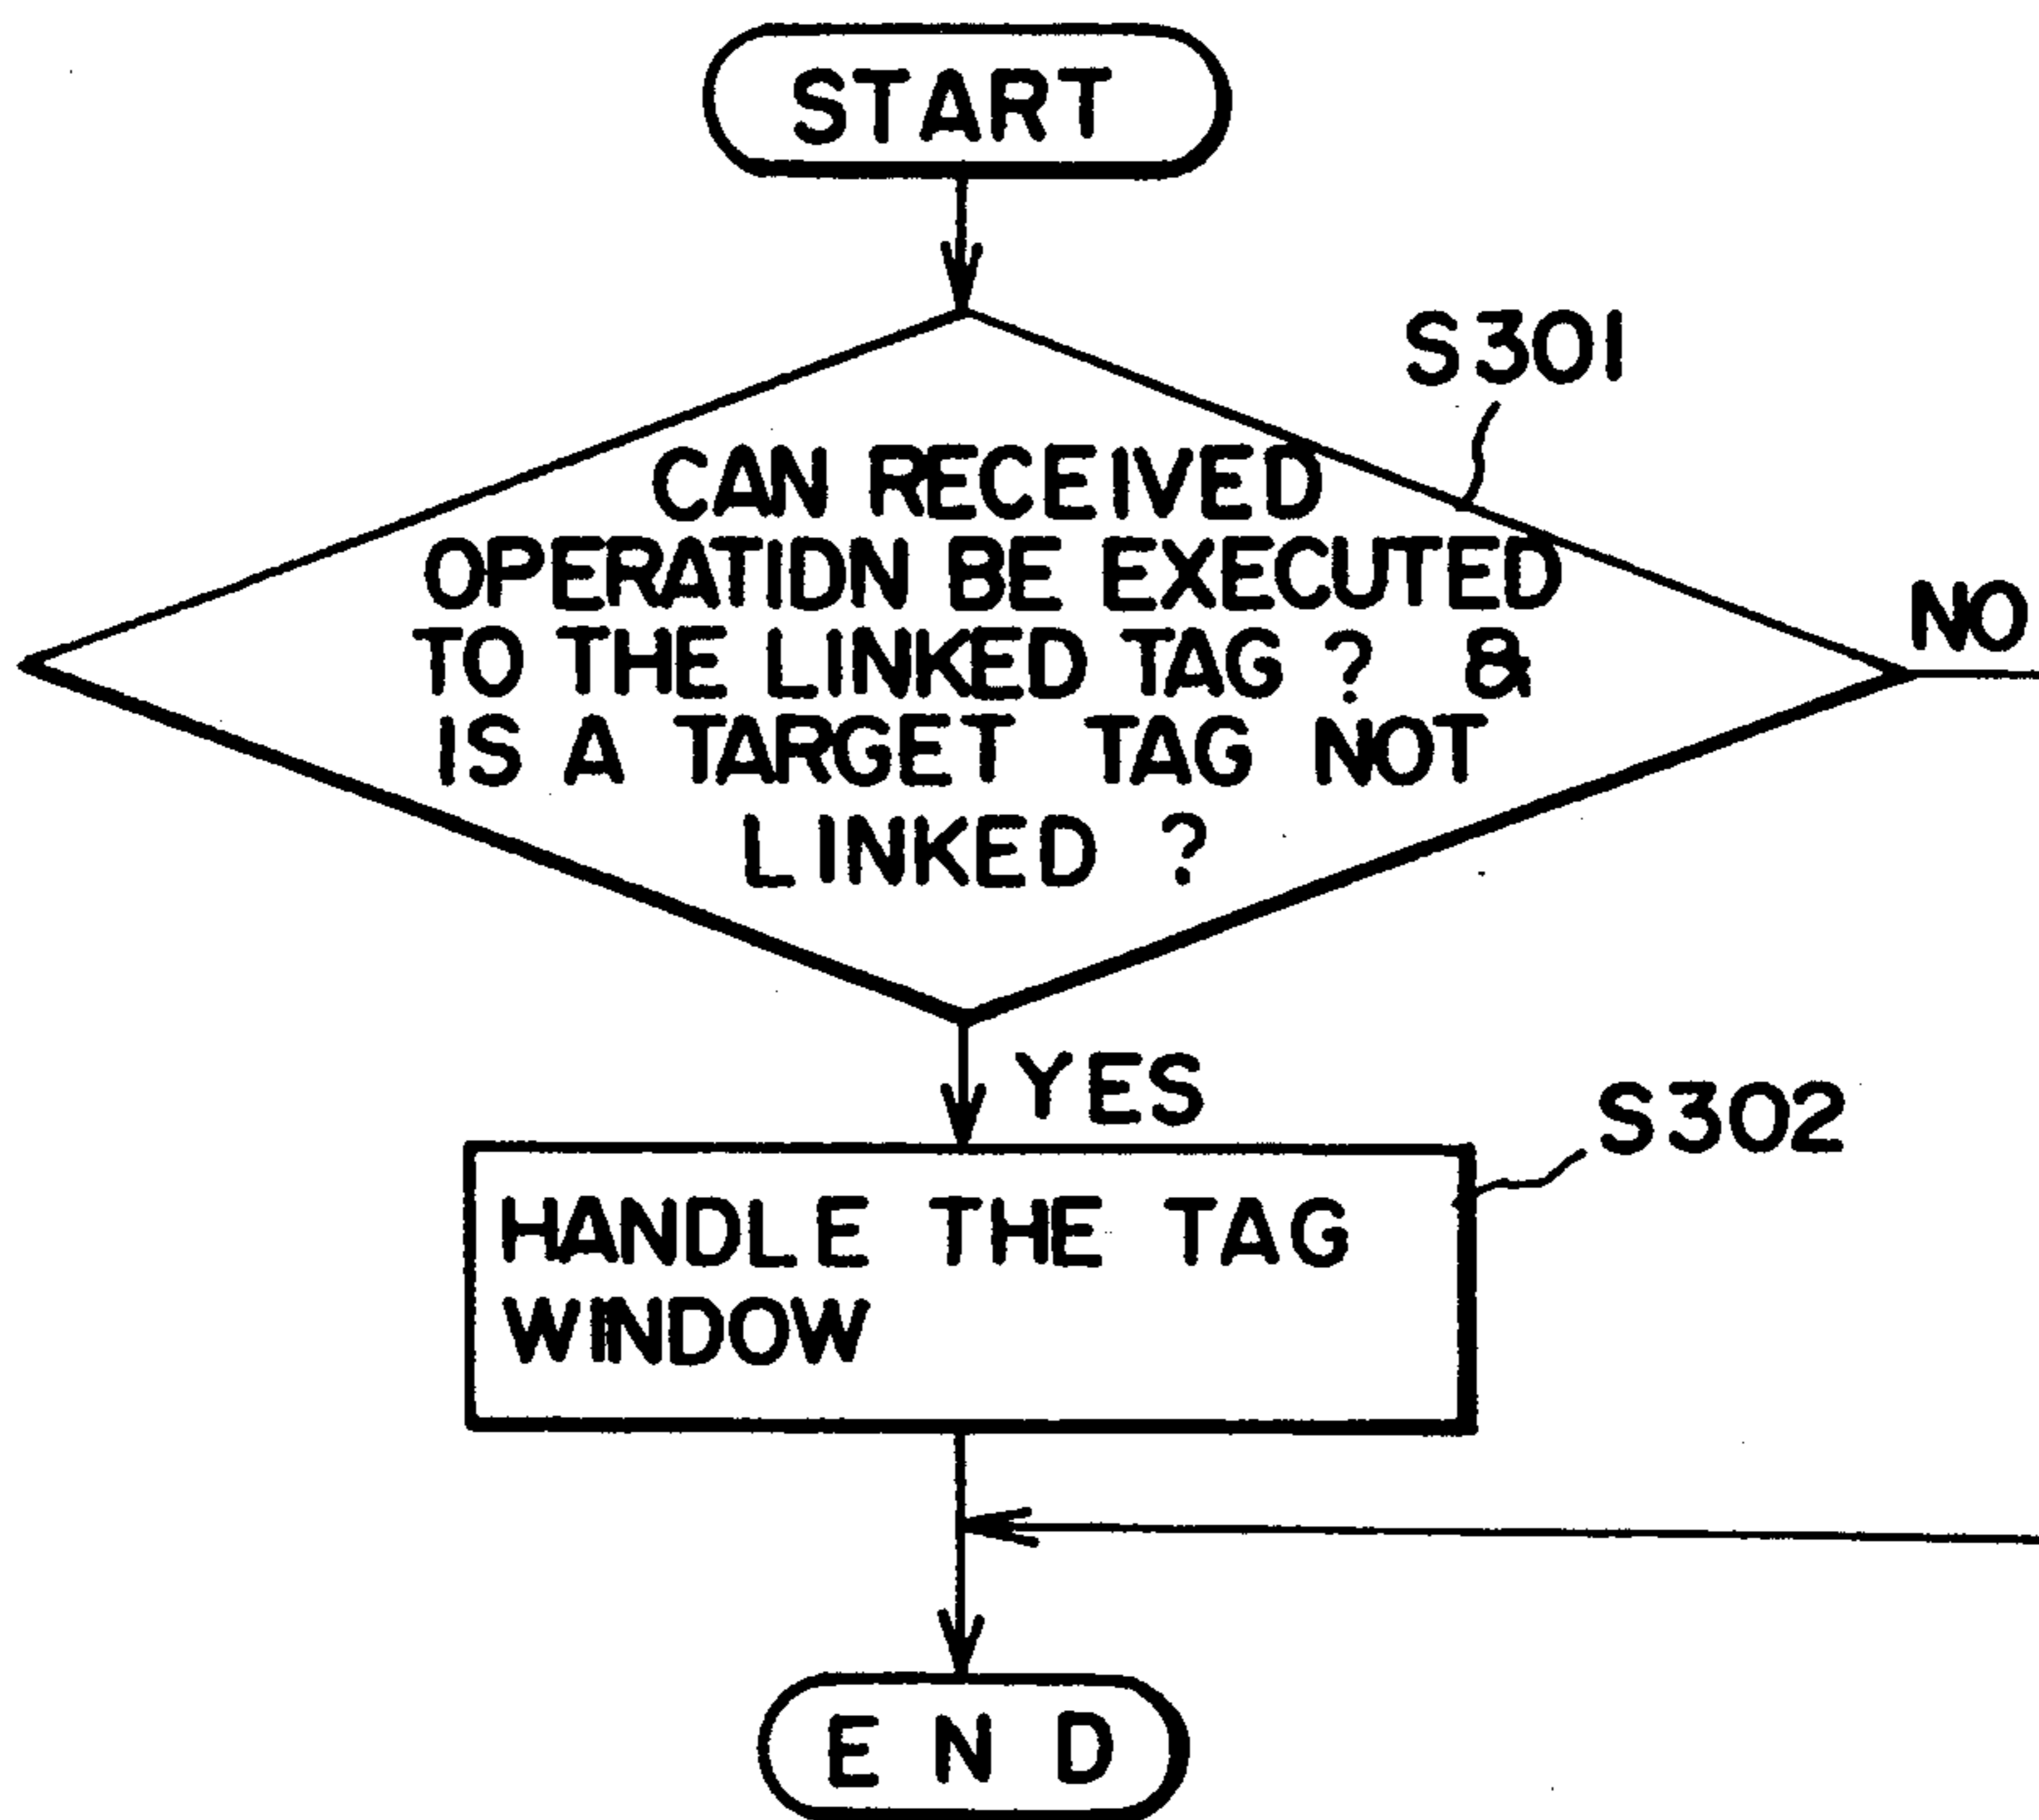 START
S301
CAN RECEIVED
OPERATIDN BE EXECUTED
TO THE LINKED TAG ? &
IS A TARGET TAG NOT
LINKED ?
NO
YES
S302
HANDLE THE TAG
WINDOW
END